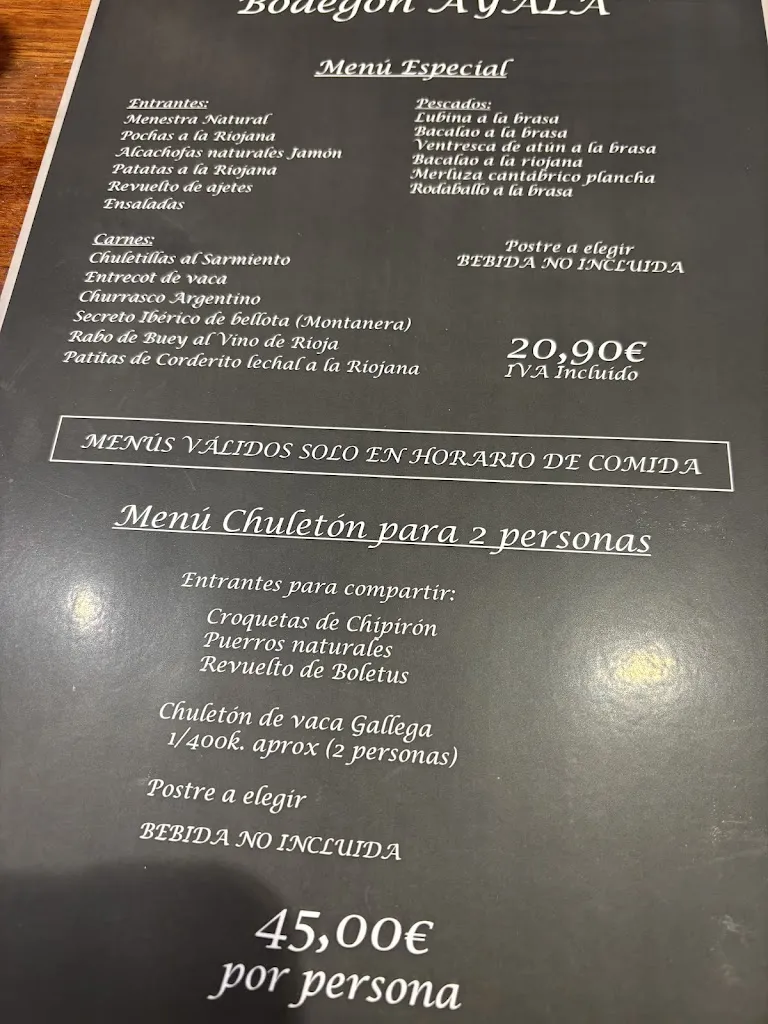 Bodegón AYALA
Menú Especial
Entrantes:
Menestra Natural
Pochas a la Riojana
Alcachofas naturales Jamón
Patatas a la Riojana
Revuelto de ajetes
Ensaladas
Pescados:
Lubina a la brasa
Bacalao a la brasa
Ventresca de atún a la brasa
Bacalao a la riojana
Merluza cantábrico plancha
Rodaballo a la brasa
Carnes:
Chuletillas al Sarmiento
Entrecot de vaca
Churrasco Argentino
Secreto Ibérico de bellota (Montanera)
Rabo de Buey al Vino de Rioja
Patitas de Corderito lechal a la Riojana
Postre a elegir
BEBIDA NO INCLUIDA
20,90€
IVA Incluído
MENÚS VÁLIDOS SOLO EN HORARIO DE COMIDA
Menú Chuletón para 2 personas
Entrantes para compartir:
Croquetas de Chipirón
Puerros naturales
Revuelto de Boletus
Chuletón de vaca Gallega
1/400k. aprox (2 personas)
Postre a elegir
BEBIDA NO INCLUIDA
45,00€
por persona